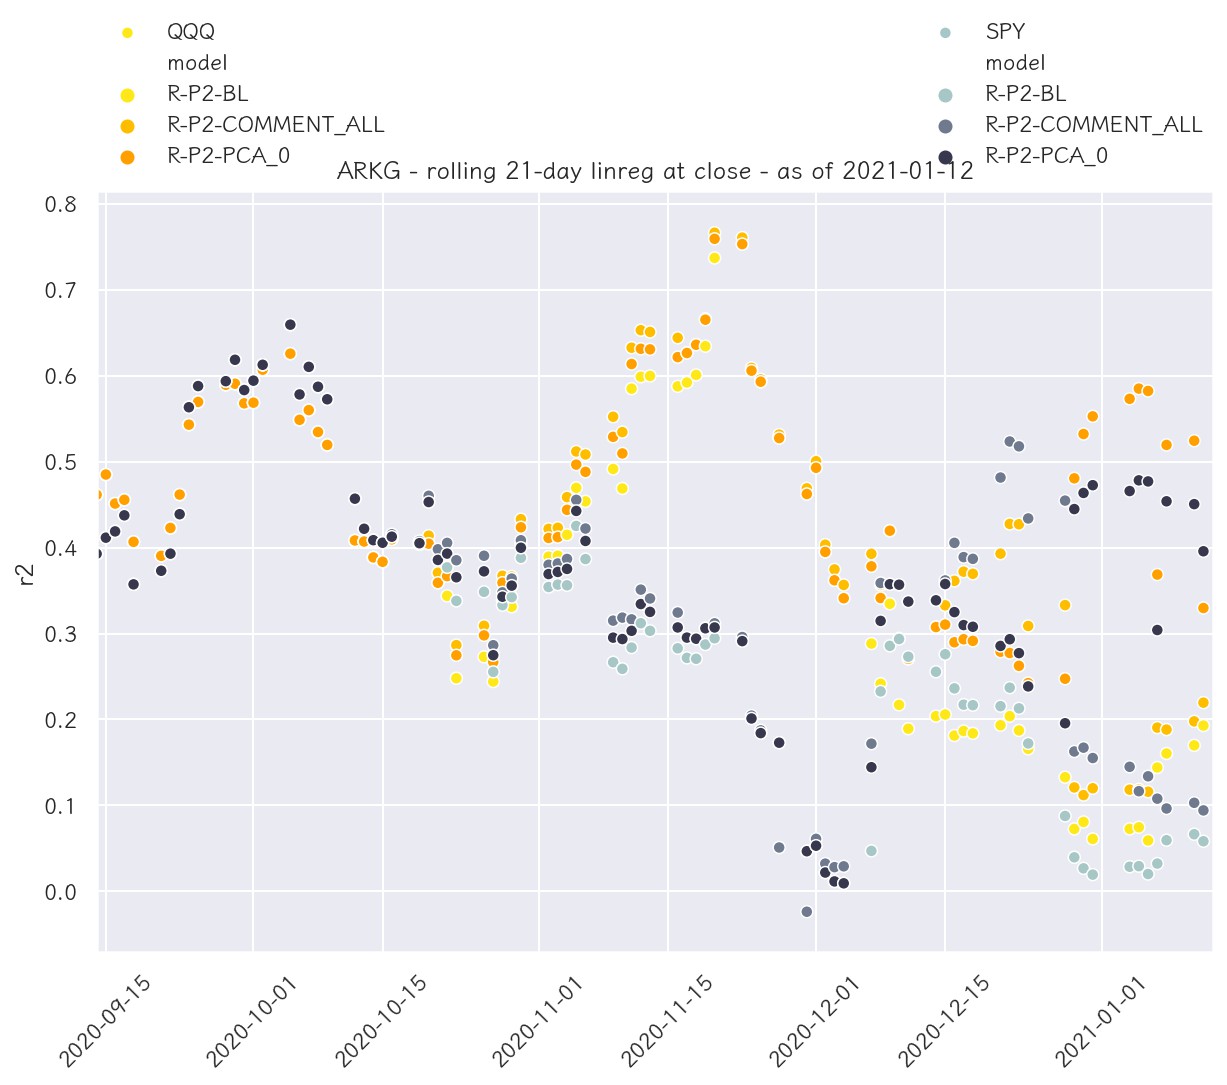 QQQ
model
R-P2-BL
R-P2-COMMENT_ALL
R-P2-PCA_0
SPY
model
R-P2-BL
R-P2-COMMENT_ALL
R-P2-PCA_0
ARKG - rolling 21-day linreg at close - as of 2021-01-12
0.8
0.7
0.6
0.5
0.4
0.3
0.2
0.1
0.0
r2
2020-09-15
2020-10-01
2020-10-15
2020-11-01
2020-11-15
2020-12-01
2020-12-15
2021-01-01